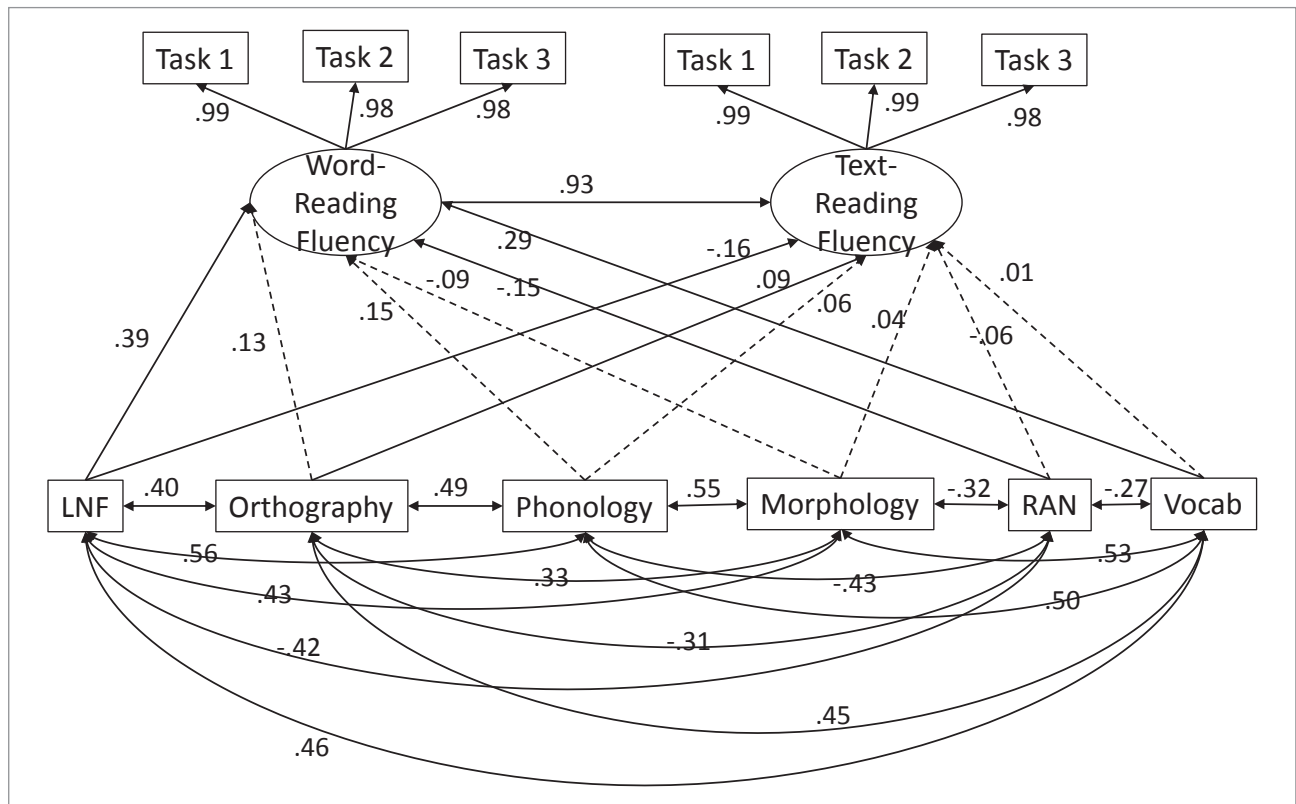 Task 1
Task 2
Task 3
Task 1
Task 2
Task 3
.99
.98
.98
.99
.99
.98
Word-
Reading
Fluency
.93
Text-
Reading
Fluency
.29
-.16
-.09
-.15
.09
.01
.15
.06
.04
.39
.13
-.06
LNF
.40
Orthography
.49
Phonology
.55
Morphology
-.32
RAN
-.27
Vocab
.56
.33
-.43
.53
.43
.50
-.42
-.31
.45
.46